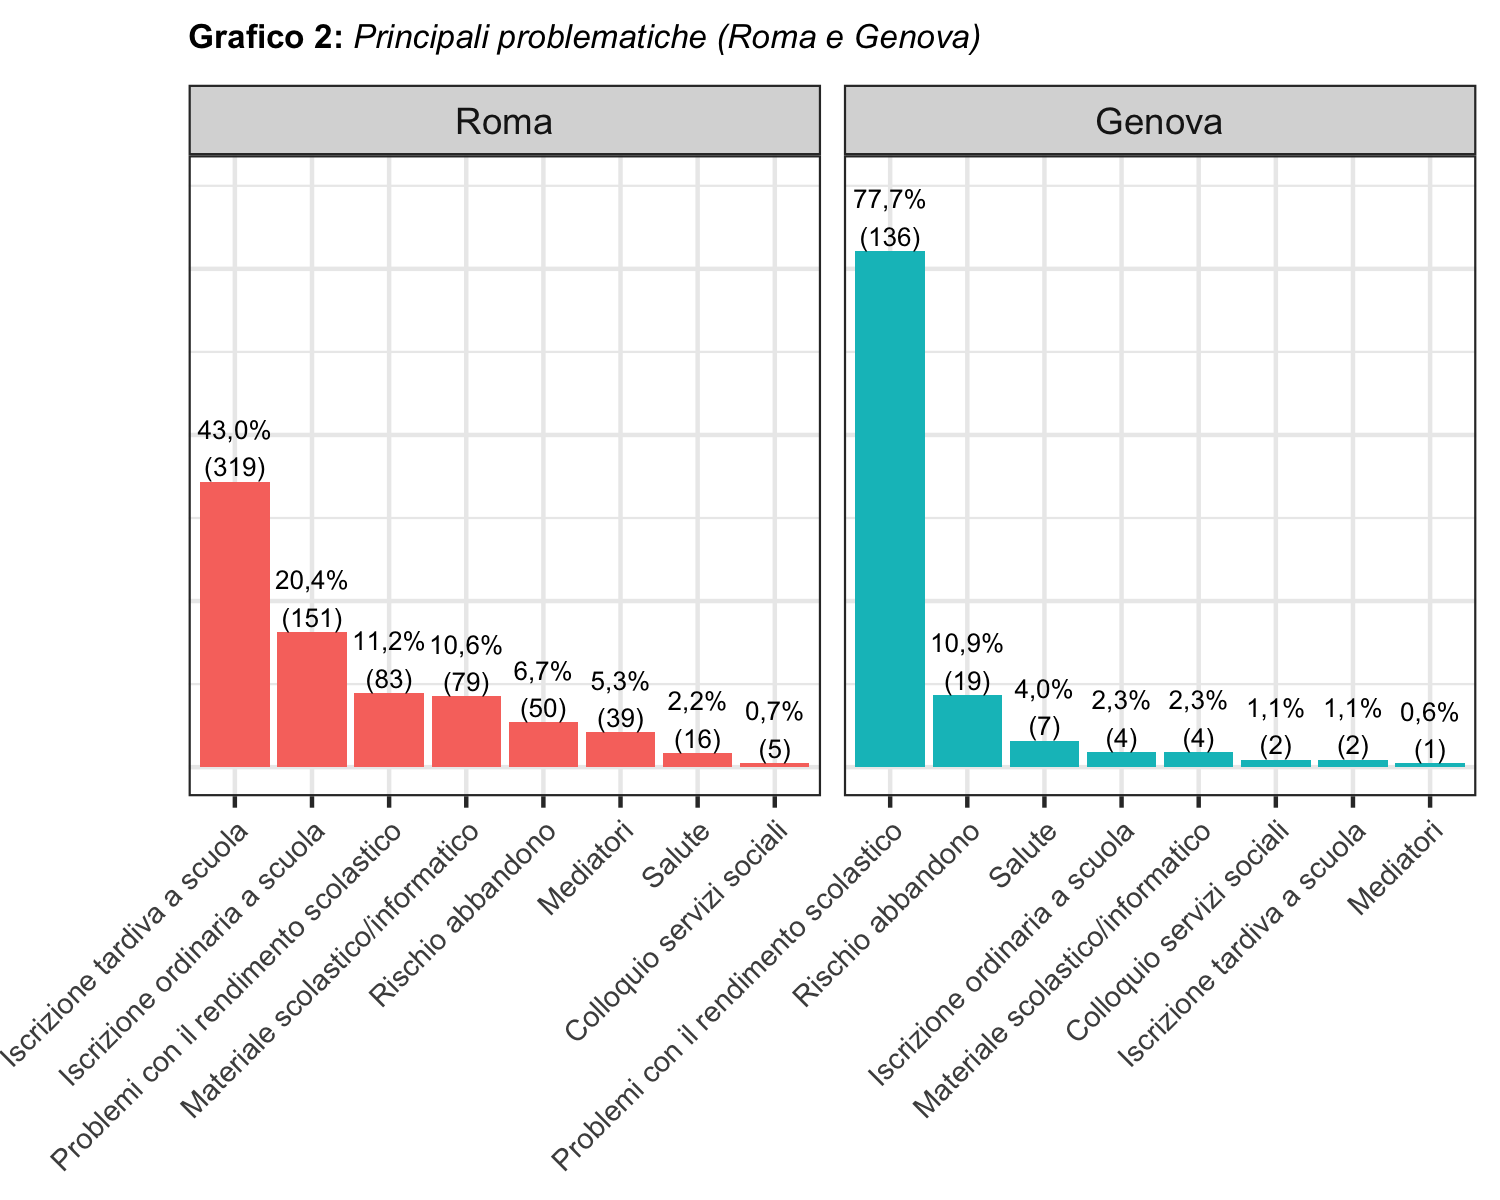 Grafico 2: Principali problematiche (Roma e Genova)
Roma
43,0%
(319)
20,4%
(151)
11,2%
(83)
10,6%
(79)
6,7%
(50)
5,3%
(39)
2,2%
(16)
0,7%
(5)
Iscrizione tardiva a scuola
Iscrizione ordinaria a scuola
Problemi con il rendimento scolastico
Materiale scolastico/informatico
Rischio abbandono
Mediatori
Salute
Colloquio servizi sociali
Genova
77,7%
(136)
10,9%
(19)
4,0%
(7)
2,3%
(4)
2,3%
(4)
1,1%
(2)
1,1%
(2)
0,6%
(1)
Problemi con il rendimento scolastico
Rischio abbandono
Salute
Iscrizione ordinaria a scuola
Materiale scolastico/informatico
Colloquio servizi sociali
Iscrizione tardiva a scuola
Mediatori